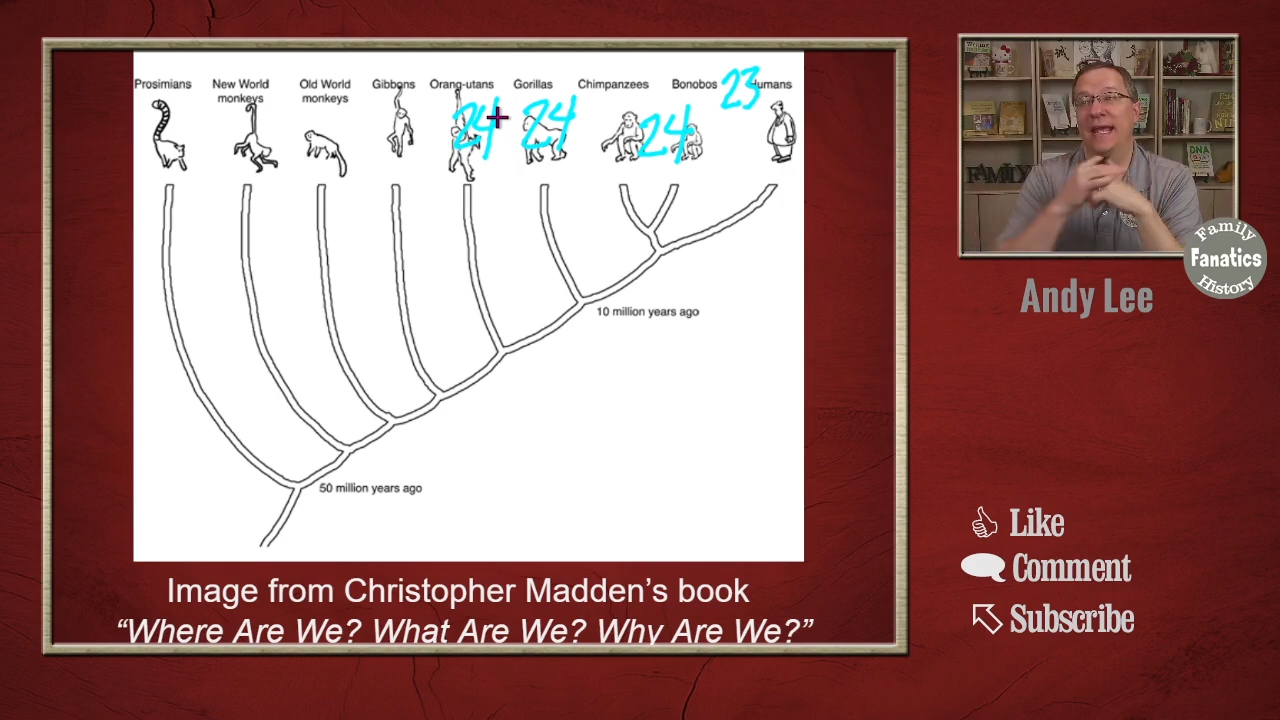 Prosimians New World monkeys Old World monkeys Gibbons Orang-utans Gorillas Chimpanzees Bonobos Humans
24 24 24 23
10 million years ago
50 million years ago
Image from Christopher Madden's book
“Where Are We? What Are We? Why Are We?”
FAMILY
DNA
Family
Fanatics
History
Andy Lee
Like
Comment
Subscribe